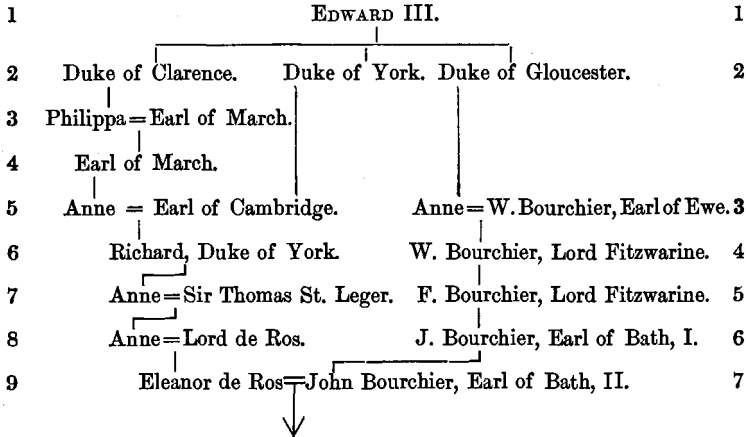 1 EDWARD III. 1
2 Duke of Clarence. Duke of York. Duke of Gloucester. 2
3 Philippa=Earl of March.
4 Earl of March.
5 Anne = Earl of Cambridge. Anne=W. Bourchier, Earl of Ewe. 3
6 Richard, Duke of York. W. Bourchier, Lord Fitzwarine. 4
7 Anne=Sir Thomas St. Leger. F. Bourchier, Lord Fitzwarine. 5
8 Anne=Lord de Ros. J. Bourchier, Earl of Bath, I. 6
9 Eleanor de Ros=John Bourchier, Earl of Bath, II. 7